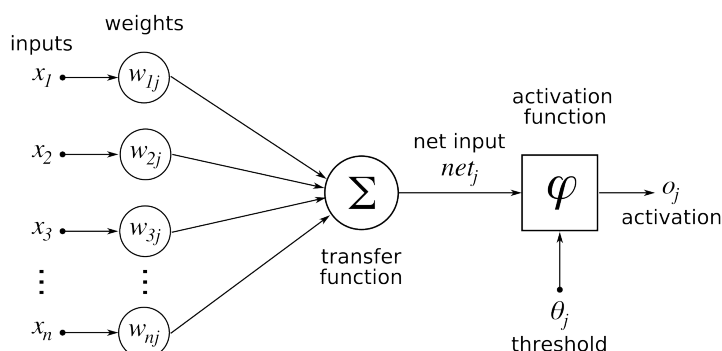 weights
inputs
x1 w1j
activation
function
x2 w2j
net input
netj
Σ
φ
oj
activation
x3 w3j
transfer
function
θj
xn wnj
threshold